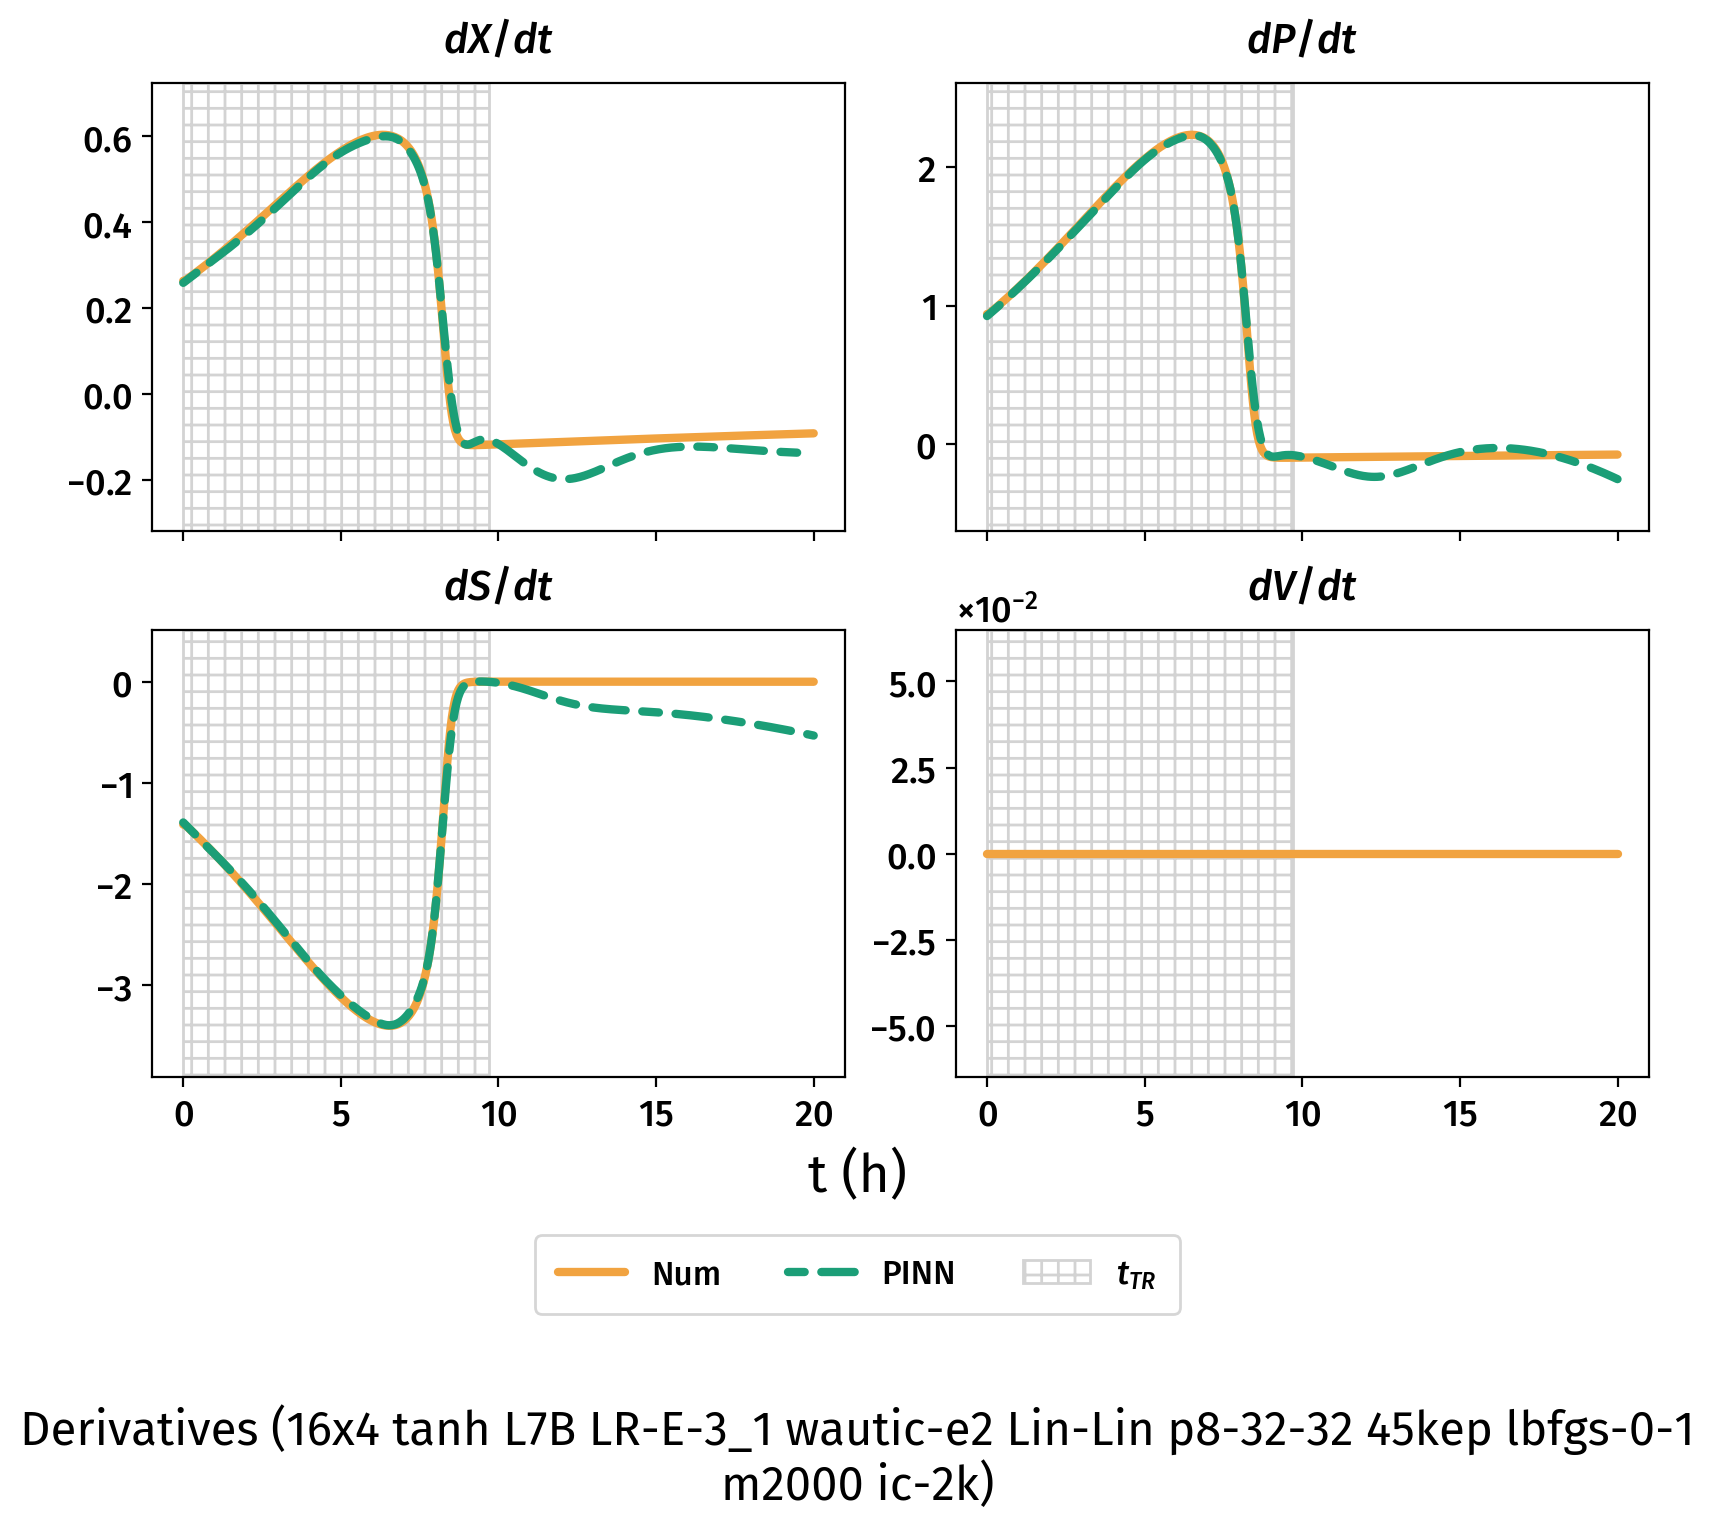 dX/dt
dP/dt
0.6
0.4
0.2
0.0
−0.2
2
1
0
dS/dt
dV/dt
×10⁻²
0
−1
−2
−3
5.0
2.5
0.0
−2.5
−5.0
0 5 10 15 20
0 5 10 15 20
t (h)
Num PINN t_TR
Derivatives (16x4 tanh L7B LR-E-3_1 wautic-e2 Lin-Lin p8-32-32 45kep lbfgs-0-1
m2000 ic-2k)